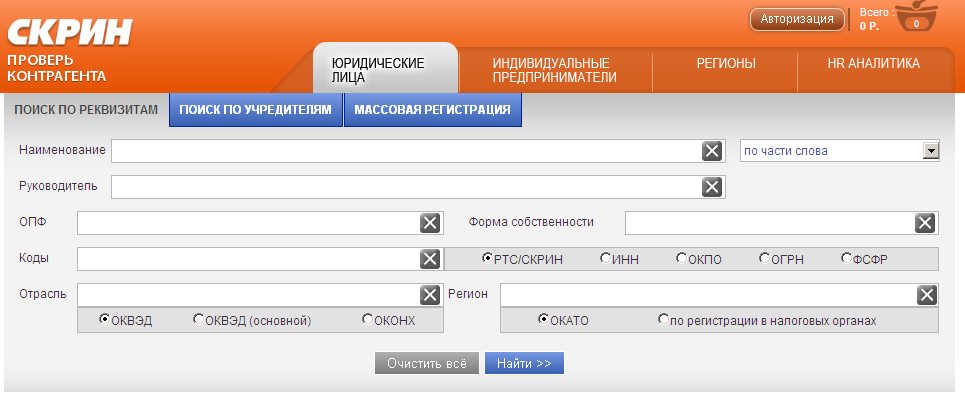 СКРИН
ПРОВЕРЬ
КОНТРАГЕНТА
Авторизация
Всего :
0 Р.
0
ЮРИДИЧЕСКИЕ
ЛИЦА
ИНДИВИДУАЛЬНЫЕ
ПРЕДПРИНИМАТЕЛИ
РЕГИОНЫ
HR АНАЛИТИКА
ПОИСК ПО РЕКВИЗИТАМ
ПОИСК ПО УЧРЕДИТЕЛЯМ
МАССОВАЯ РЕГИСТРАЦИЯ
Наименование
по части слова
Руководитель
ОПФ
Форма собственности
Коды
РТС/СКРИН ИНН ОКПО ОГРН ФСФР
Отрасль
Регион
ОКВЭД ОКВЭД (основной) ОКОНХ
ОКАТО по регистрации в налоговых органах
Очистить всё
Найти >>